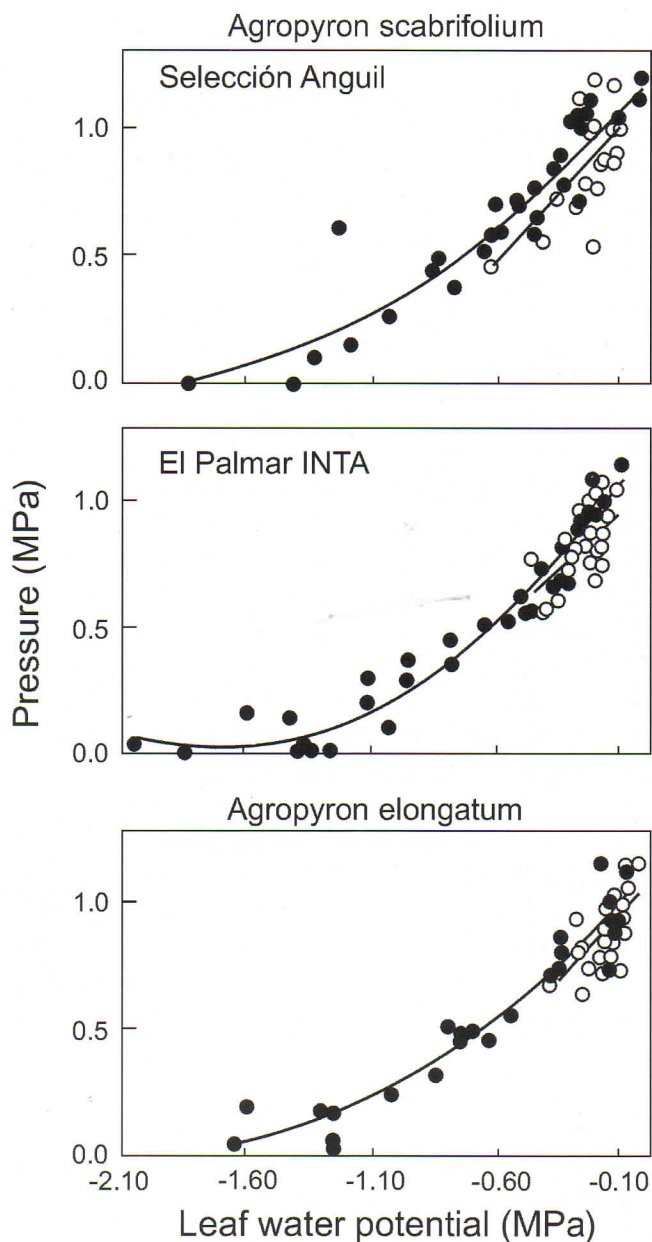 Agropyron scabrifolium
Selección Anguil
1.0
0.5
0.0
El Palmar INTA
1.0
0.5
0.0
Pressure (MPa)
Agropyron elongatum
1.0
0.5
0.0
-2.10 -1.60 -1.10 -0.60 -0.10
Leaf water potential (MPa)